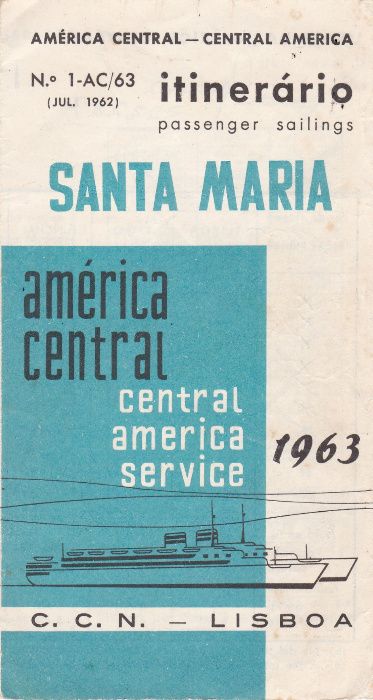 AMÉRICA CENTRAL — CENTRAL AMERICA
N.º 1-AC/63
(JUL. 1962)
itinerário
passenger sailings
SANTA MARIA
américa
central
central
america
service
1963
C. C. N. — LISBOA